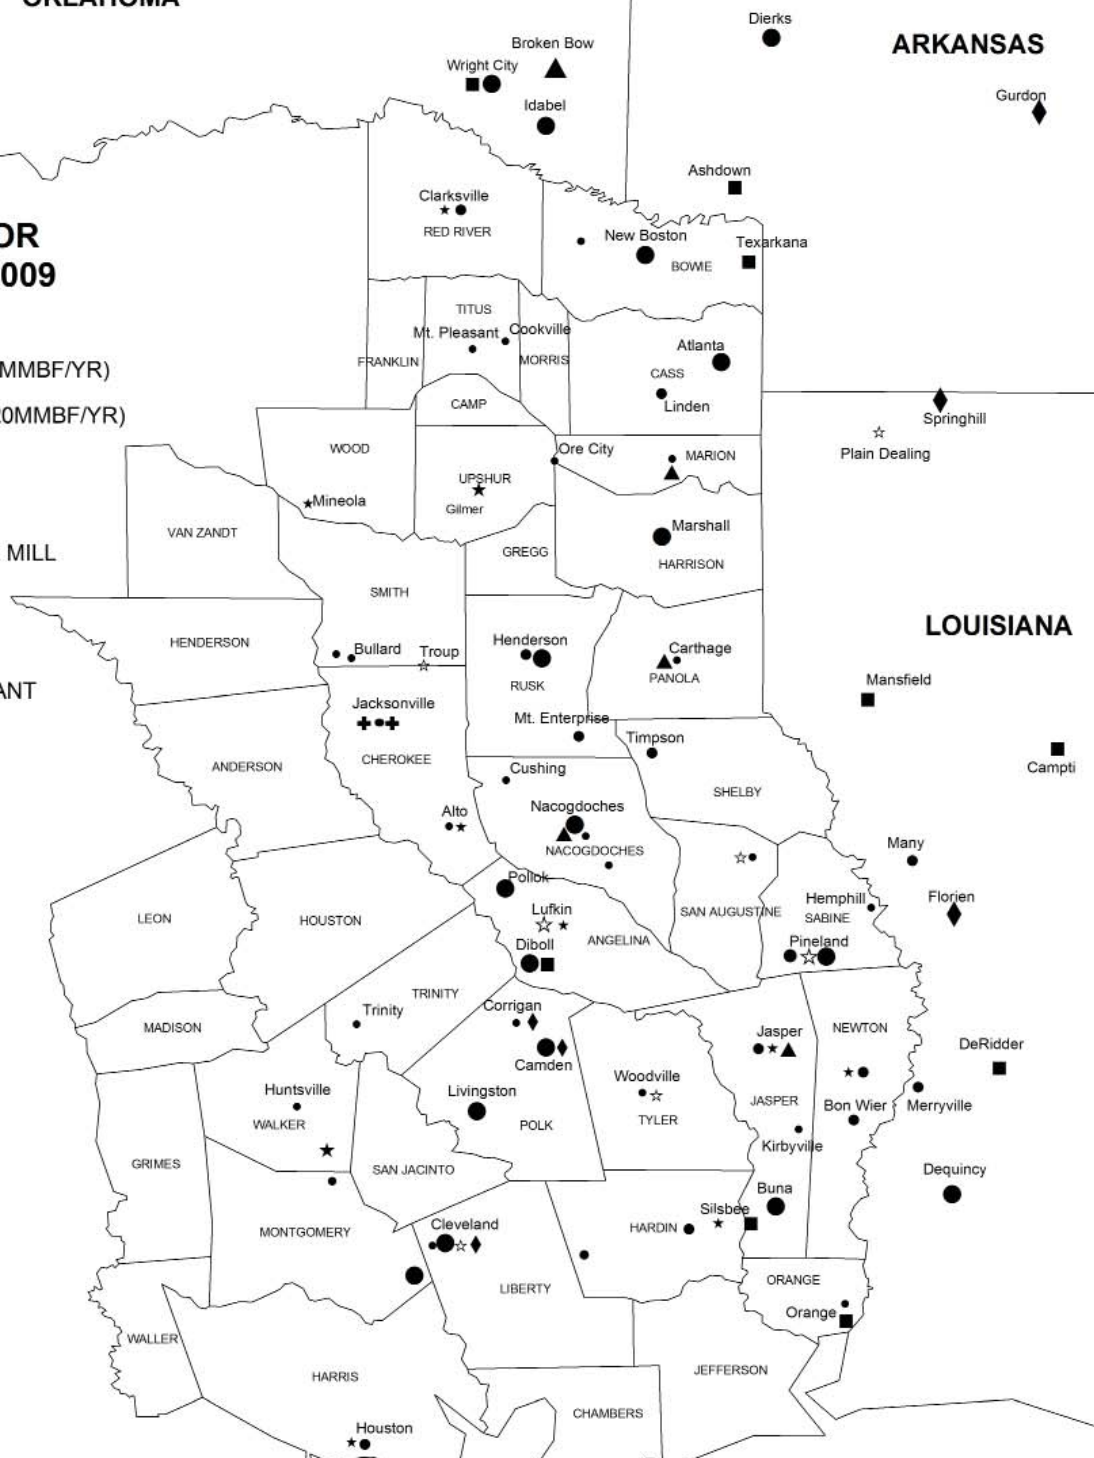 OKLAHOMA
Dierks
ARKANSAS
Broken Bow
Wright City
Gurdon
Idabel
Ashdown
Clarksville
RED RIVER
OR
New Boston
Texarkana
009
BOWIE
TITUS
Mt. Pleasant
Cookville
Atlanta
FRANKLIN
MORRIS
MMBF/YR)
CASS
CAMP
Linden
0MMBF/YR)
Springhill
WOOD
Ore City
MARION
Plain Dealing
UPSHUR
Mineola
Gilmer
Marshall
VAN ZANDT
MILL
GREGG
HARRISON
SMITH
LOUISIANA
HENDERSON
Henderson
Bullard
Troup
Carthage
PANOLA
RUSK
Mansfield
ANT
Jacksonville
Mt. Enterprise
Timpson
CHEROKEE
ANDERSON
Cushing
Campti
SHELBY
Nacogdoches
Alto
NACOGDOCHES
Many
Pollok
Hemphill
Florien
LEON
HOUSTON
Lufkin
SAN AUGUSTINE
SABINE
ANGELINA
Diboll
Pineland
TRINITY
Corrigan
Trinity
MADISON
Jasper
NEWTON
DeRidder
Camden
Woodville
Huntsville
Livingston
JASPER
Bon Wier
Merryville
WALKER
POLK
TYLER
Kirbyville
GRIMES
SAN JACINTO
Dequincy
Buna
Silsbee
Cleveland
MONTGOMERY
HARDIN
LIBERTY
ORANGE
Orange
WALLER
HARRIS
JEFFERSON
CHAMBERS
Houston